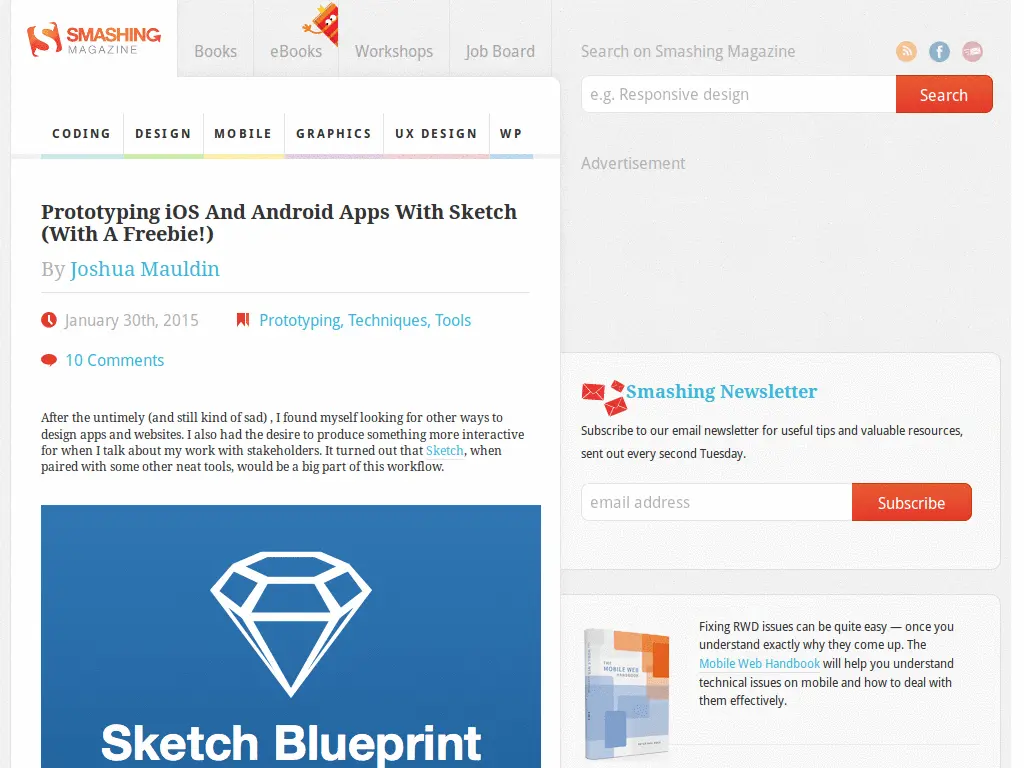 SMASHING
MAGAZINE
Books
eBooks
Workshops
Job Board
Search on Smashing Magazine
e.g. Responsive design
Search
CODING
DESIGN
MOBILE
GRAPHICS
UX DESIGN
WP
Advertisement
Prototyping iOS And Android Apps With Sketch
(With A Freebie!)
By Joshua Mauldin
January 30th, 2015
Prototyping, Techniques, Tools
10 Comments
After the untimely (and still kind of sad) , I found myself looking for other ways to
design apps and websites. I also had the desire to produce something more interactive
for when I talk about my work with stakeholders. It turned out that Sketch, when
paired with some other neat tools, would be a big part of this workflow.
Sketch Blueprint
Smashing Newsletter
Subscribe to our email newsletter for useful tips and valuable resources,
sent out every second Tuesday.
email address
Subscribe
THE
MOBILE WEB
HANDBOOK
Fixing RWD issues can be quite easy — once you
understand exactly why they come up. The
Mobile Web Handbook will help you understand
technical issues on mobile and how to deal with
them effectively.